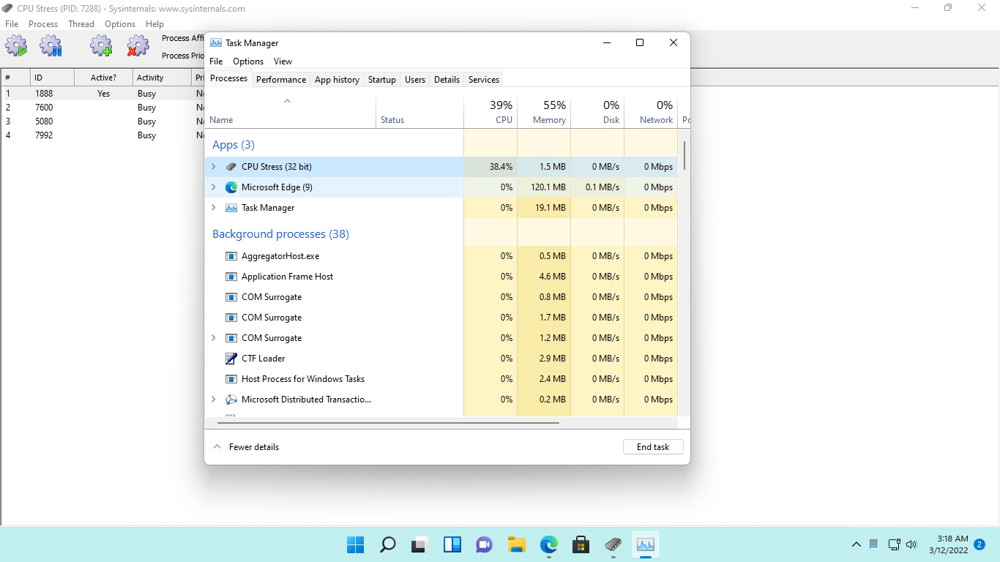 CPU Stress (PID: 7288) - Sysinternals: www.sysinternals.com
File Process Thread Options Help
Process Affi
Process Prio
# ID Active? Activity Pri
1 1888 Yes Busy No
2 7600 Busy No
3 5080 Busy No
4 7992 Busy No
Task Manager
File Options View
Processes Performance App history Startup Users Details Services
39% 55% 0% 0%
Name Status CPU Memory Disk Network Po
Apps (3)
CPU Stress (32 bit) 38.4% 1.5 MB 0 MB/s 0 Mbps
Microsoft Edge (9) 0% 120.1 MB 0.1 MB/s 0 Mbps
Task Manager 0% 19.1 MB 0 MB/s 0 Mbps
Background processes (38)
AggregatorHost.exe 0% 0.5 MB 0 MB/s 0 Mbps
Application Frame Host 0% 4.6 MB 0 MB/s 0 Mbps
COM Surrogate 0% 0.8 MB 0 MB/s 0 Mbps
COM Surrogate 0% 1.7 MB 0 MB/s 0 Mbps
COM Surrogate 0% 1.2 MB 0 MB/s 0 Mbps
CTF Loader 0% 2.9 MB 0 MB/s 0 Mbps
Host Process for Windows Tasks 0% 2.4 MB 0 MB/s 0 Mbps
Microsoft Distributed Transactio... 0% 0.2 MB 0 MB/s 0 Mbps
Fewer details
End task
3:18 AM
3/12/2022
2